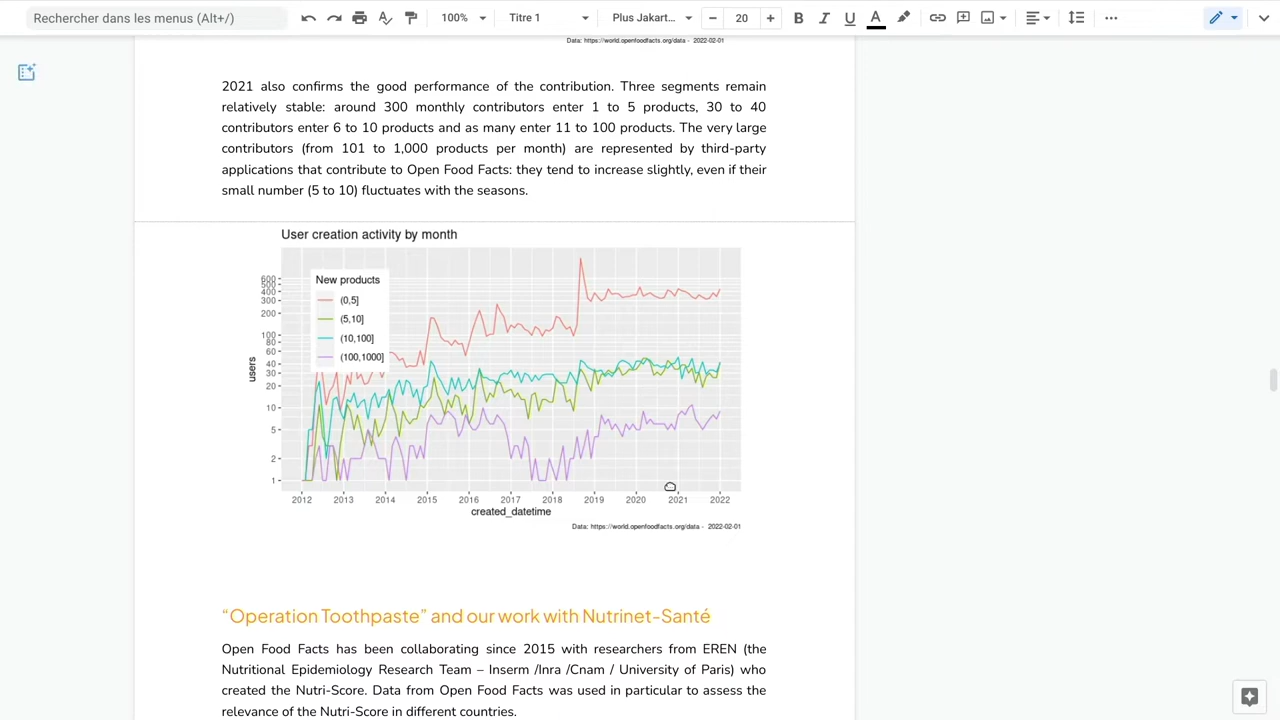 Rechercher dans les menus (Alt+/)
100%
Titre 1
Plus Jakart...
20
B I U A
Data: https://world.openfoodfacts.org/data - 2022-02-01
2021 also confirms the good performance of the contribution. Three segments remain
relatively stable: around 300 monthly contributors enter 1 to 5 products, 30 to 40
contributors enter 6 to 10 products and as many enter 11 to 100 products. The very large
contributors (from 101 to 1,000 products per month) are represented by third-party
applications that contribute to Open Food Facts: they tend to increase slightly, even if their
small number (5 to 10) fluctuates with the seasons.
User creation activity by month
New products
(0,5]
(5,10]
(10,100]
(100,1000]
users
600
500
400
300
200
100
80
60
40
30
20
10
5
2
1
2012 2013 2014 2015 2016 2017 2018 2019 2020 2021 2022
created_datetime
Data: https://world.openfoodfacts.org/data - 2022-02-01
“Operation Toothpaste” and our work with Nutrinet-Santé
Open Food Facts has been collaborating since 2015 with researchers from EREN (the
Nutritional Epidemiology Research Team – Inserm /Inra /Cnam / University of Paris) who
created the Nutri-Score. Data from Open Food Facts was used in particular to assess the
relevance of the Nutri-Score in different countries.